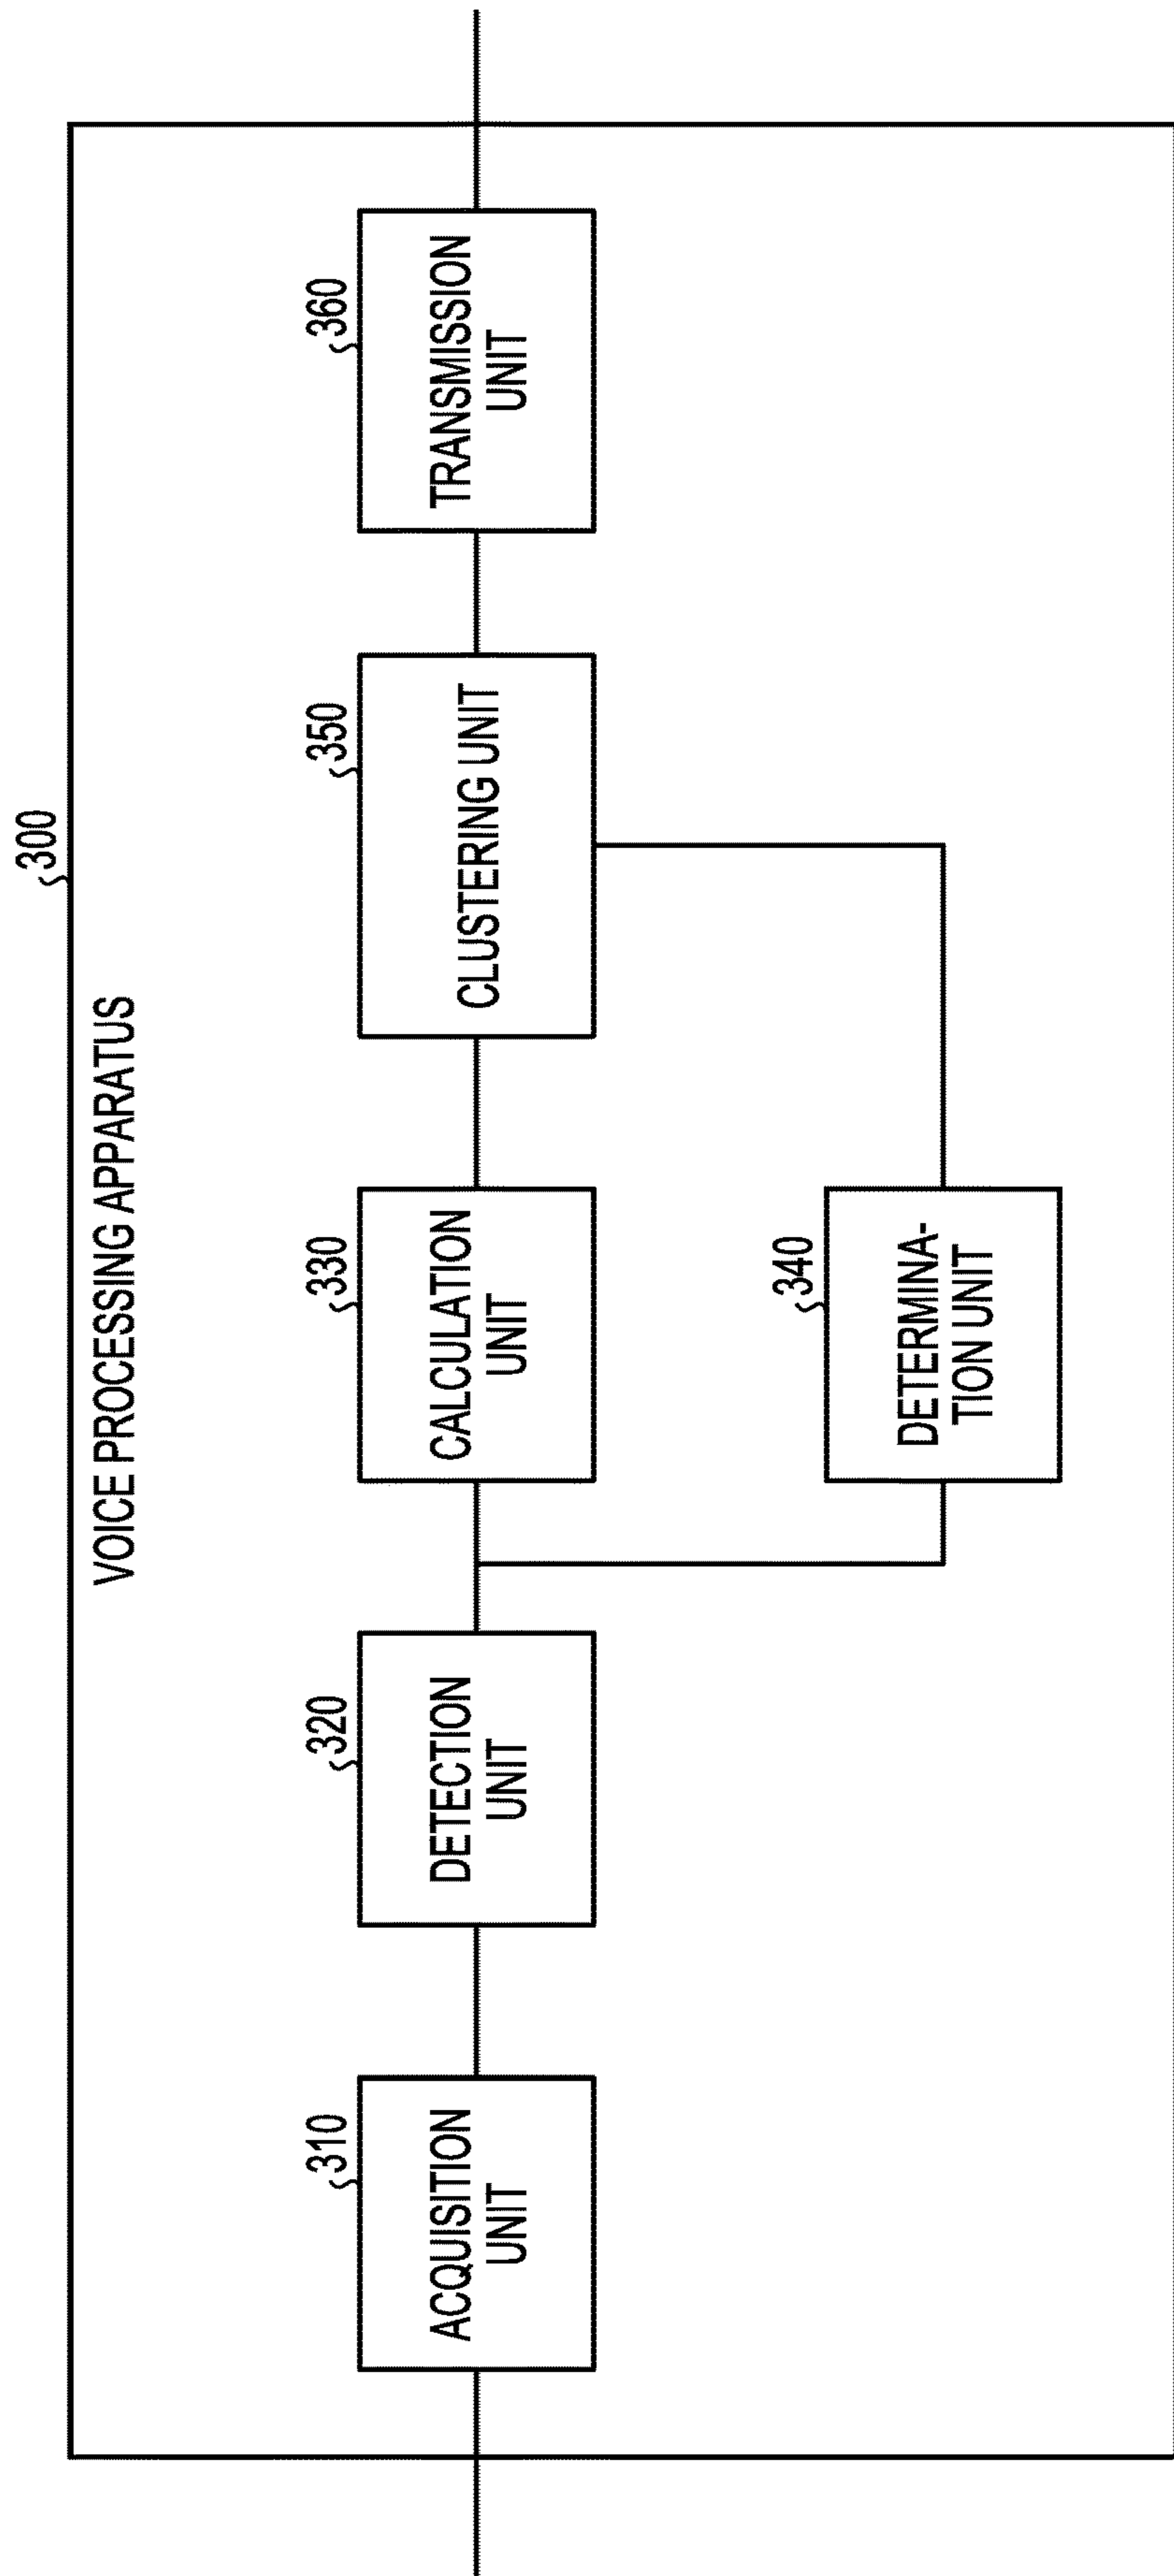 300
VOICE PROCESSING APPARATUS
310
ACQUISITION
UNIT
320
DETECTION
UNIT
330
CALCULATION
UNIT
350
CLUSTERING UNIT
360
TRANSMISSION
UNIT
340
DETERMINA-
TION UNIT